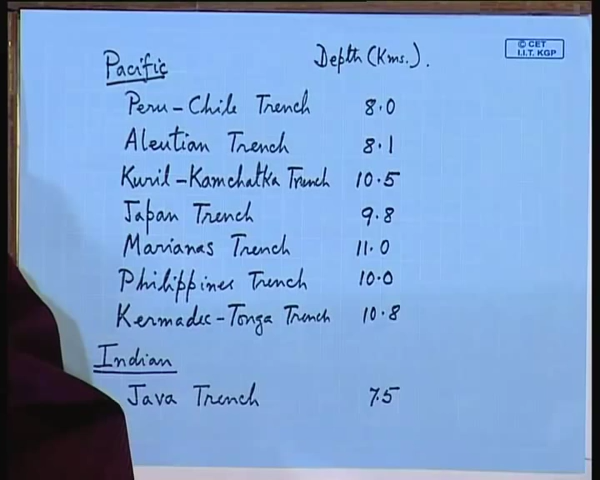 Pacific Depth (Kms.).
Peru-Chile Trench 8.0
Aleutian Trench 8.1
Kuril-Kamchatka Trench 10.5
Japan Trench 9.8
Marianas Trench 11.0
Philippines Trench 10.0
Kermadec-Tonga Trench 10.8
Indian
Java Trench 7.5
© CET
I.I.T. KGP